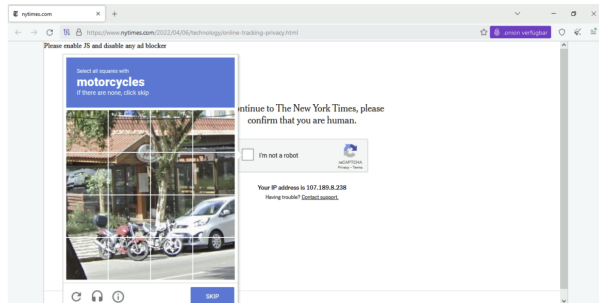 nytimes.com
https://www.nytimes.com/2022/04/06/technology/online-tracking-privacy.html
.onion verfügbar
Please enable JS and disable any ad blocker
Select all squares with
motorcycles
If there are none, click skip
ntinue to The New York Times, please
confirm that you are human.
I'm not a robot
reCAPTCHA
Privacy - Terms
Your IP address is 107.189.8.238
Having trouble? Contact support.
SKIP